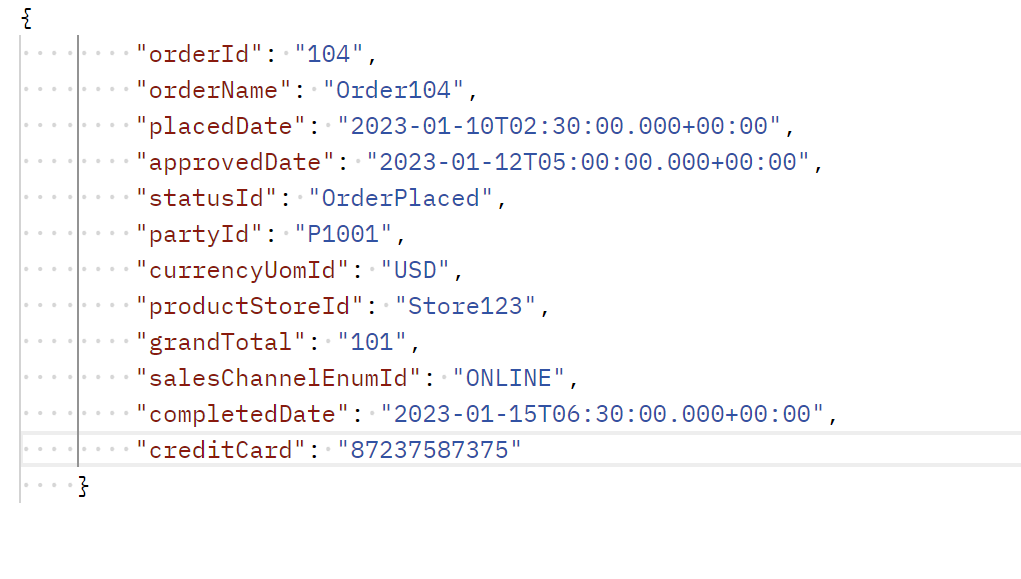 {
"orderId": "104",
"orderName": "Order104",
"placedDate": "2023-01-10T02:30:00.000+00:00",
"approvedDate": "2023-01-12T05:00:00.000+00:00",
"statusId": "OrderPlaced",
"partyId": "P1001",
"currencyUomId": "USD",
"productStoreId": "Store123",
"grandTotal": "101",
"salesChannelEnumId": "ONLINE",
"completedDate": "2023-01-15T06:30:00.000+00:00",
"creditCard": "87237587375"
}